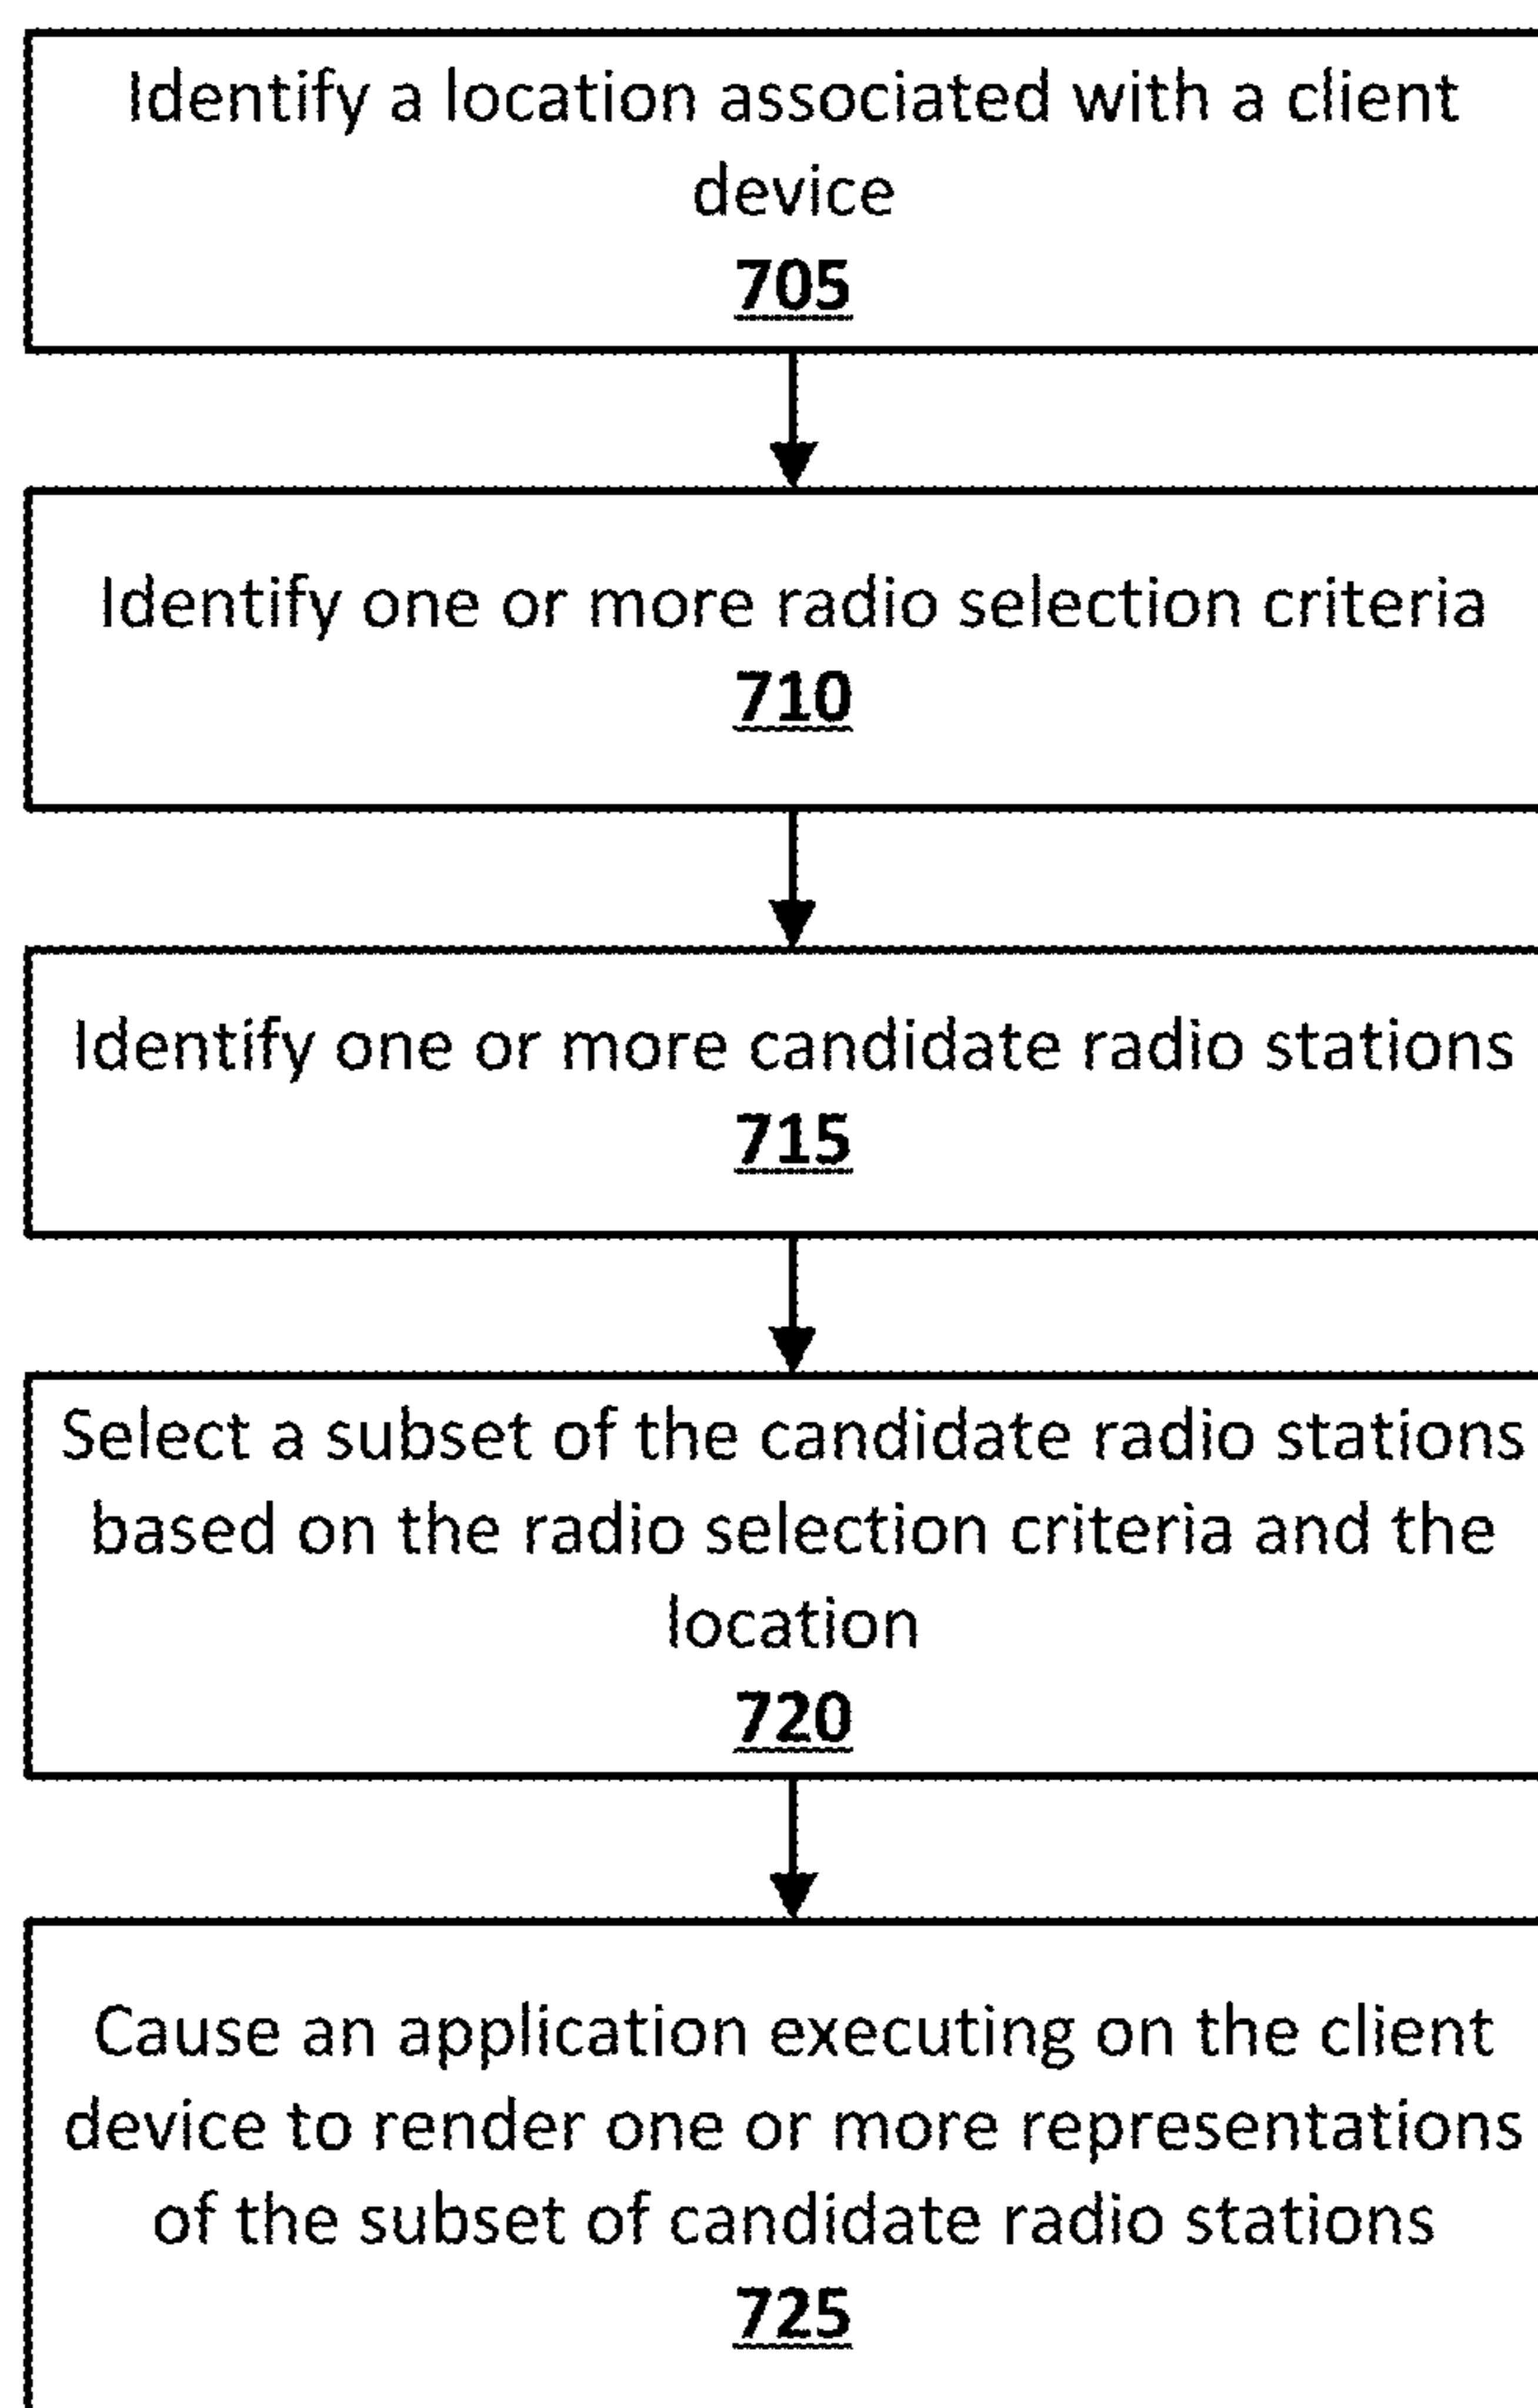 Identify a location associated with a client
device
705
Identify one or more radio selection criteria
710
Identify one or more candidate radio stations
715
Select a subset of the candidate radio stations
based on the radio selection criteria and the
location
720
Cause an application executing on the client
device to render one or more representations
of the subset of candidate radio stations
725